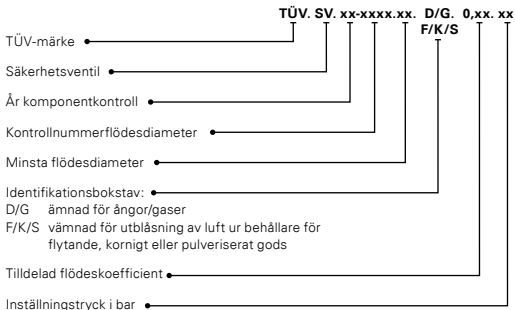 TÜV. SV. xx-xxxx.xx. D/G. 0,xx. xx
F/K/S
TÜV-märke
Säkerhetsventil
År komponentkontroll
Kontrollnummerflödesdiameter
Minsta flödesdiameter
Identifikationsbokstav:
D/G ämnad för ångor/gaser
F/K/S vämnad för utblåsning av luft ur behållare för
flytande, kornigt eller pulveriserat gods
Tilldelad flödeskoefficient
Inställningstryck i bar